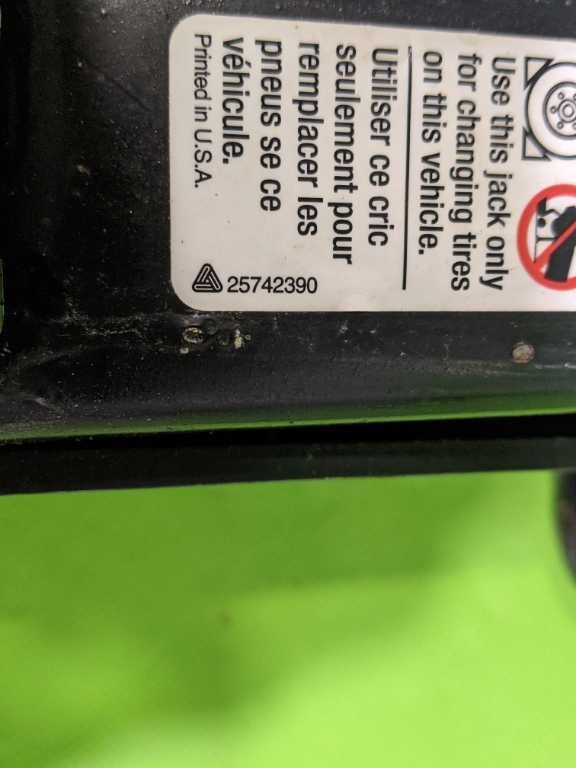 Use this jack only
for changing tires
on this vehicle.
Utiliser ce cric
seulement pour
remplacer les
pneus se ce
véhicule.
Printed in U.S.A.
25742390